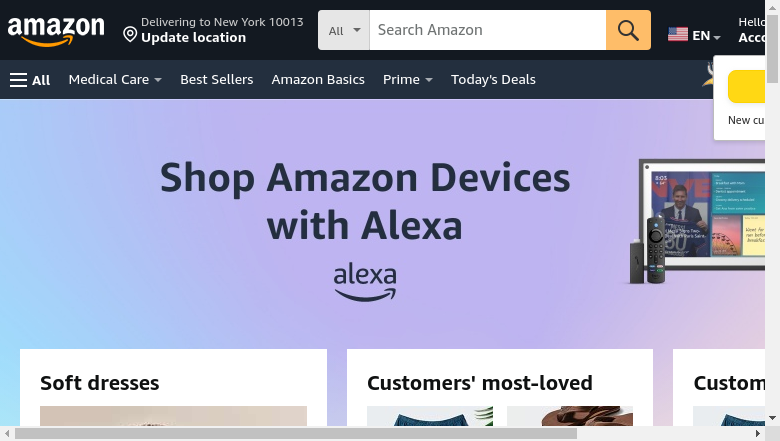 amazon
Delivering to New York 10013
Update location
All
Search Amazon
EN
Hello
Acco
All
Medical Care
Best Sellers
Amazon Basics
Prime
Today's Deals
New cu
Shop Amazon Devices
with Alexa
alexa
8:03
Soft dresses
Customers' most-loved
Custom